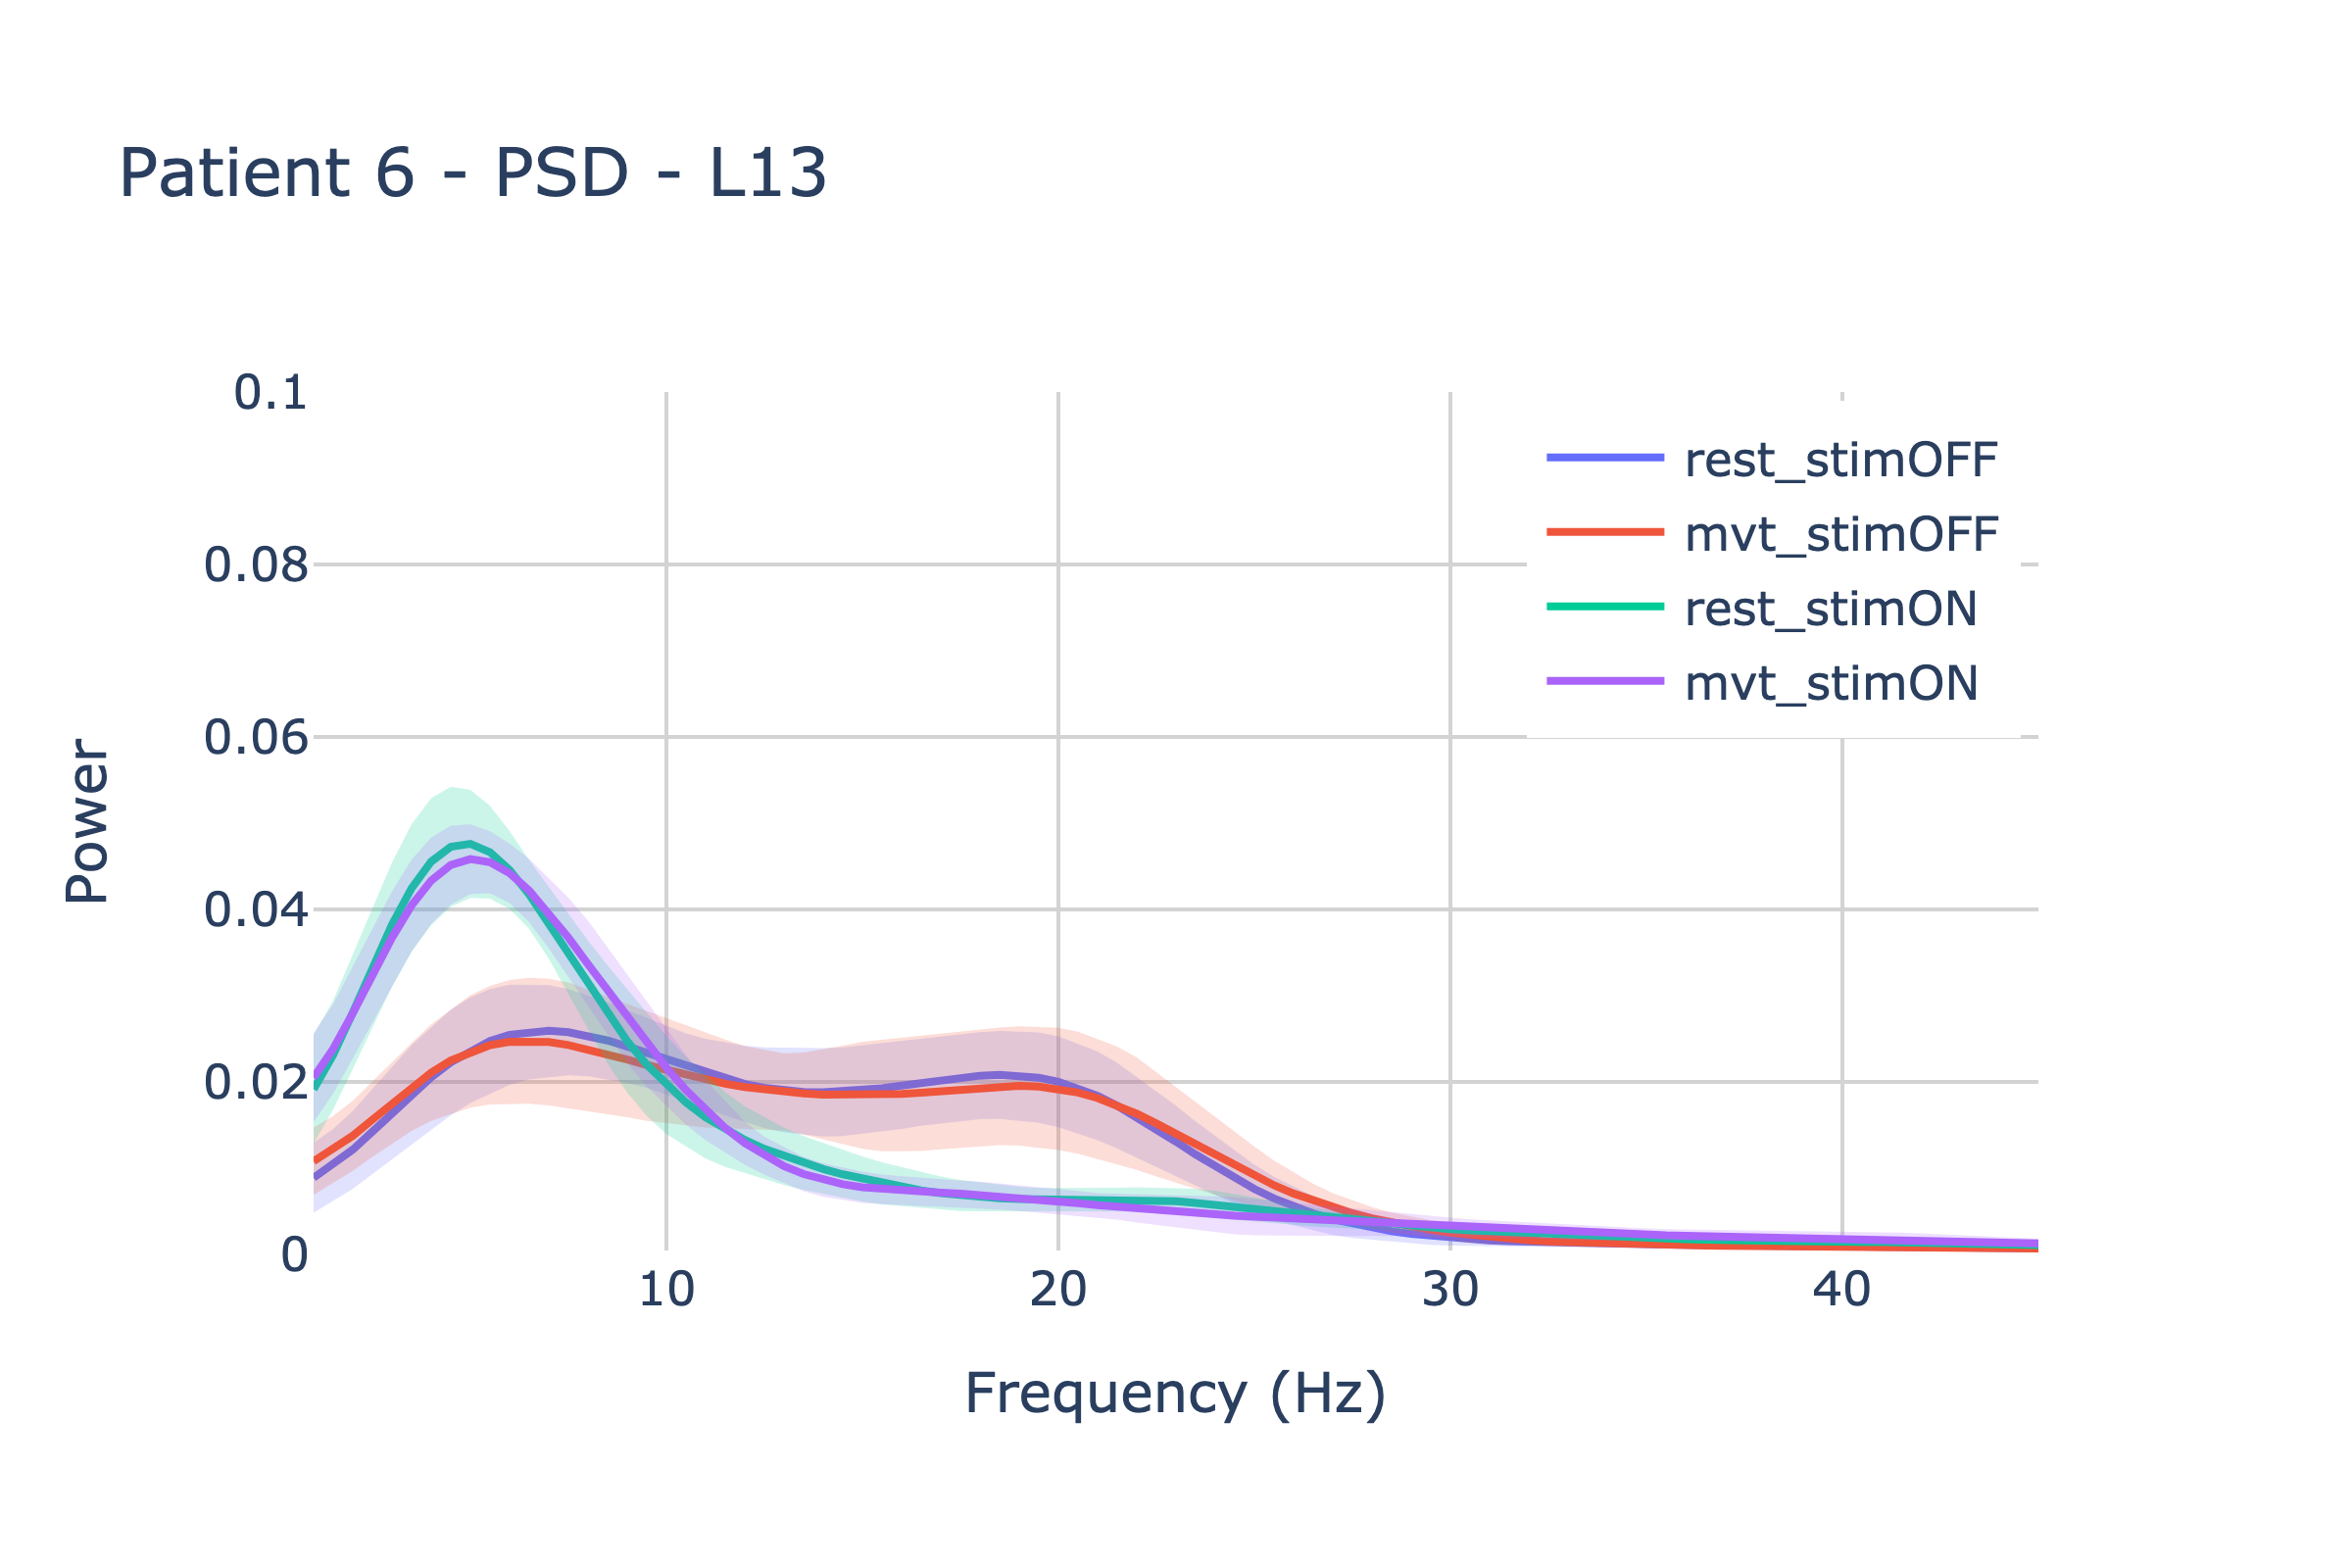 Patient 6 - PSD - L13
0.1
0.08
0.06
0.04
0.02
0
Power
10
20
30
40
Frequency (Hz)
rest_stimOFF
mvt_stimOFF
rest_stimON
mvt_stimON